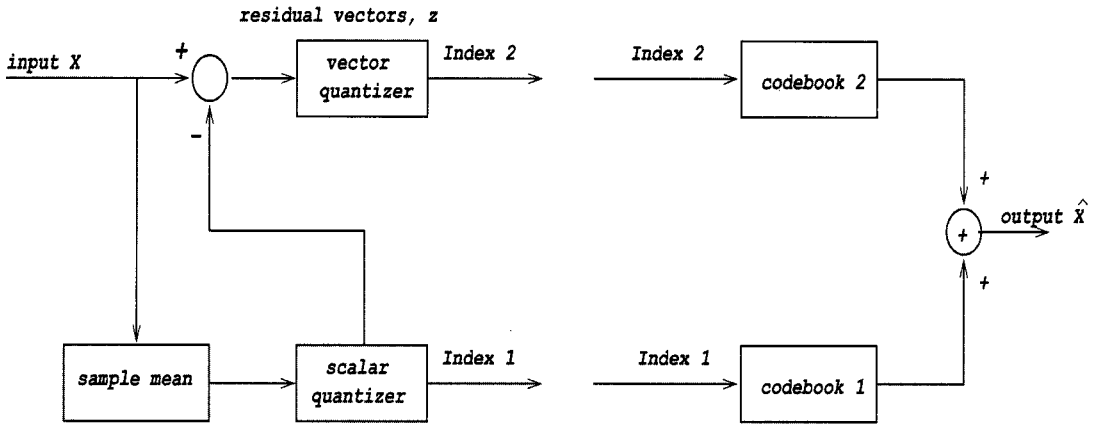 residual vectors, z
input X
+
vector
quantizer
Index 2
Index 2
codebook 2
-
+
output X̂
+
+
sample mean
scalar
quantizer
Index 1
Index 1
codebook 1